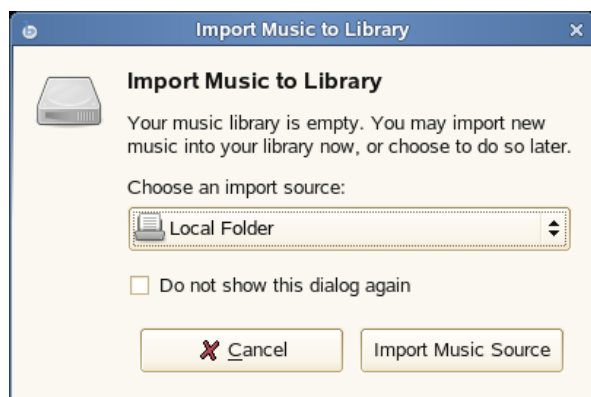 Import Music to Library
Import Music to Library
Your music library is empty. You may import new
music into your library now, or choose to do so later.
Choose an import source:
Local Folder
Do not show this dialog again
Cancel
Import Music Source